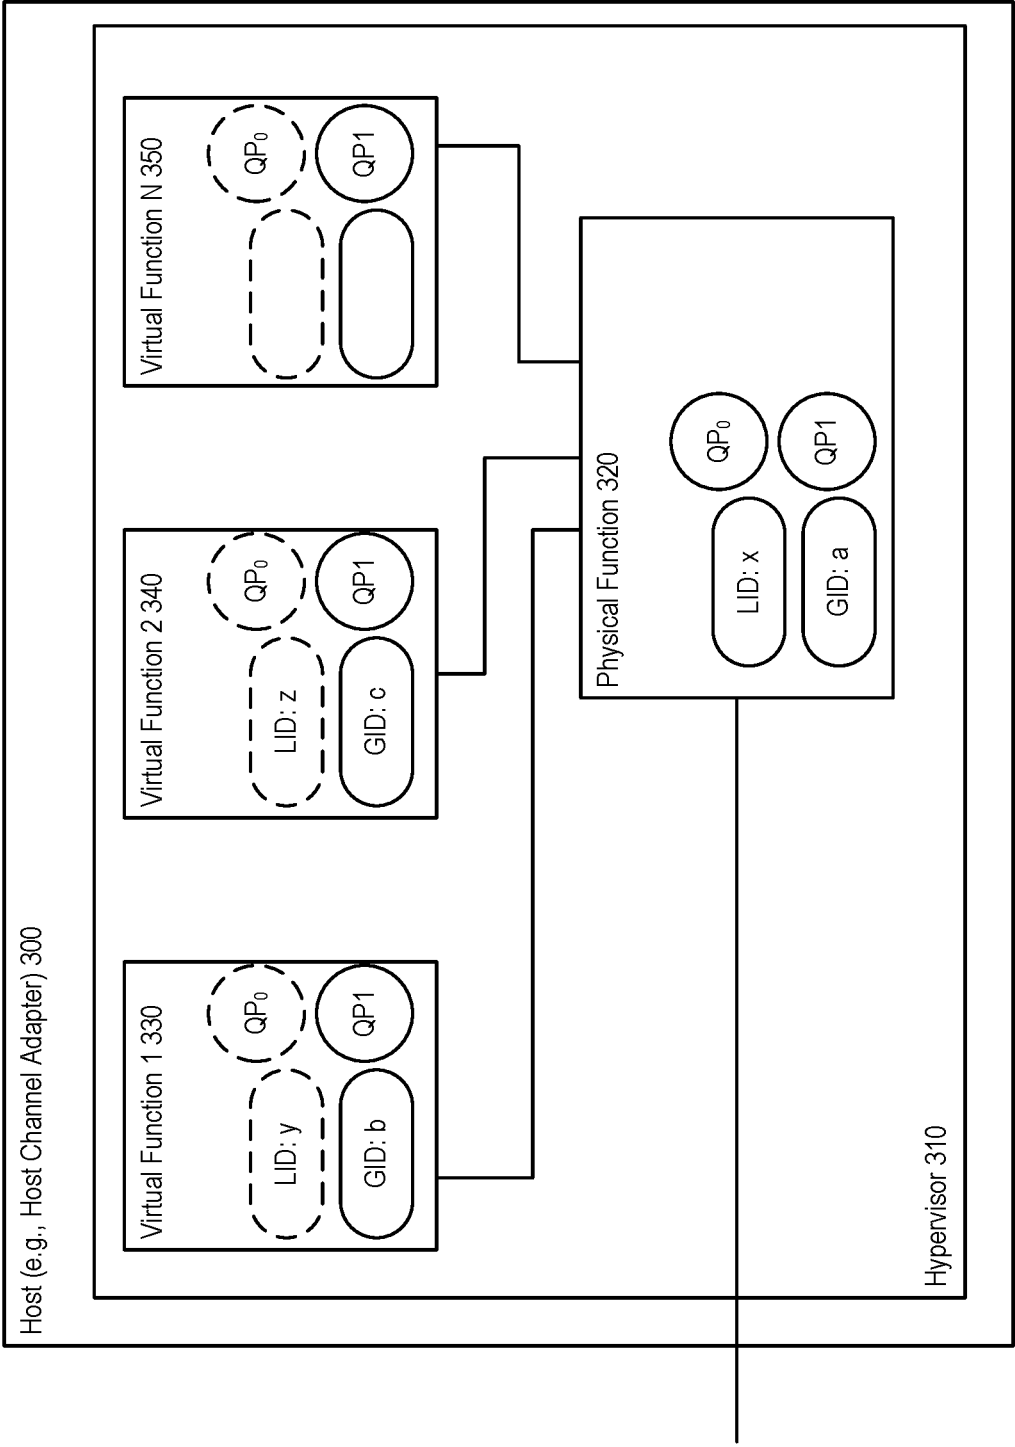 Host (e.g., Host Channel Adapter) 300
Virtual Function 1 330
LID: y
QP0
GID: b
QP1
Virtual Function 2 340
LID: z
QP0
GID: c
QP1
Virtual Function N 350
QP0
QP1
Physical Function 320
LID: x
QP0
GID: a
QP1
Hypervisor 310